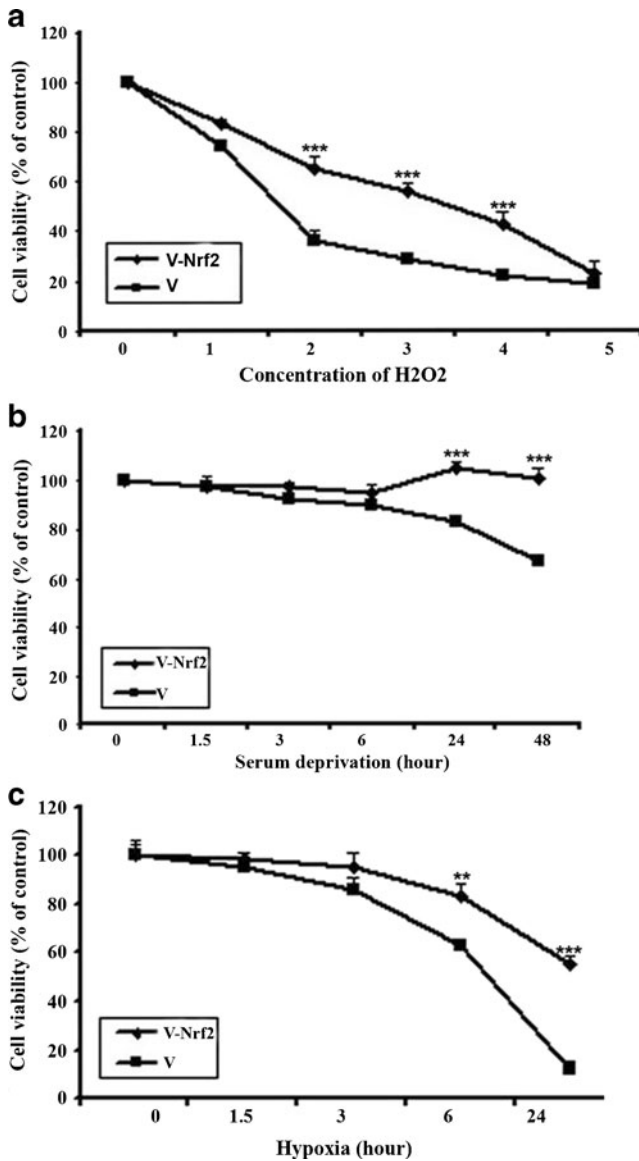 a
120
100
80
60
40
20
0
Cell viability (% of control)
***
***
***
V-Nrf2
V
0 1 2 3 4 5
Concentration of H2O2
b
120
100
80
60
40
20
0
Cell viability (% of control)
***
***
V-Nrf2
V
0 1.5 3 6 24 48
Serum deprivation (hour)
c
120
100
80
60
40
20
0
Cell viability (% of control)
**
***
V-Nrf2
V
0 1.5 3 6 24
Hypoxia (hour)